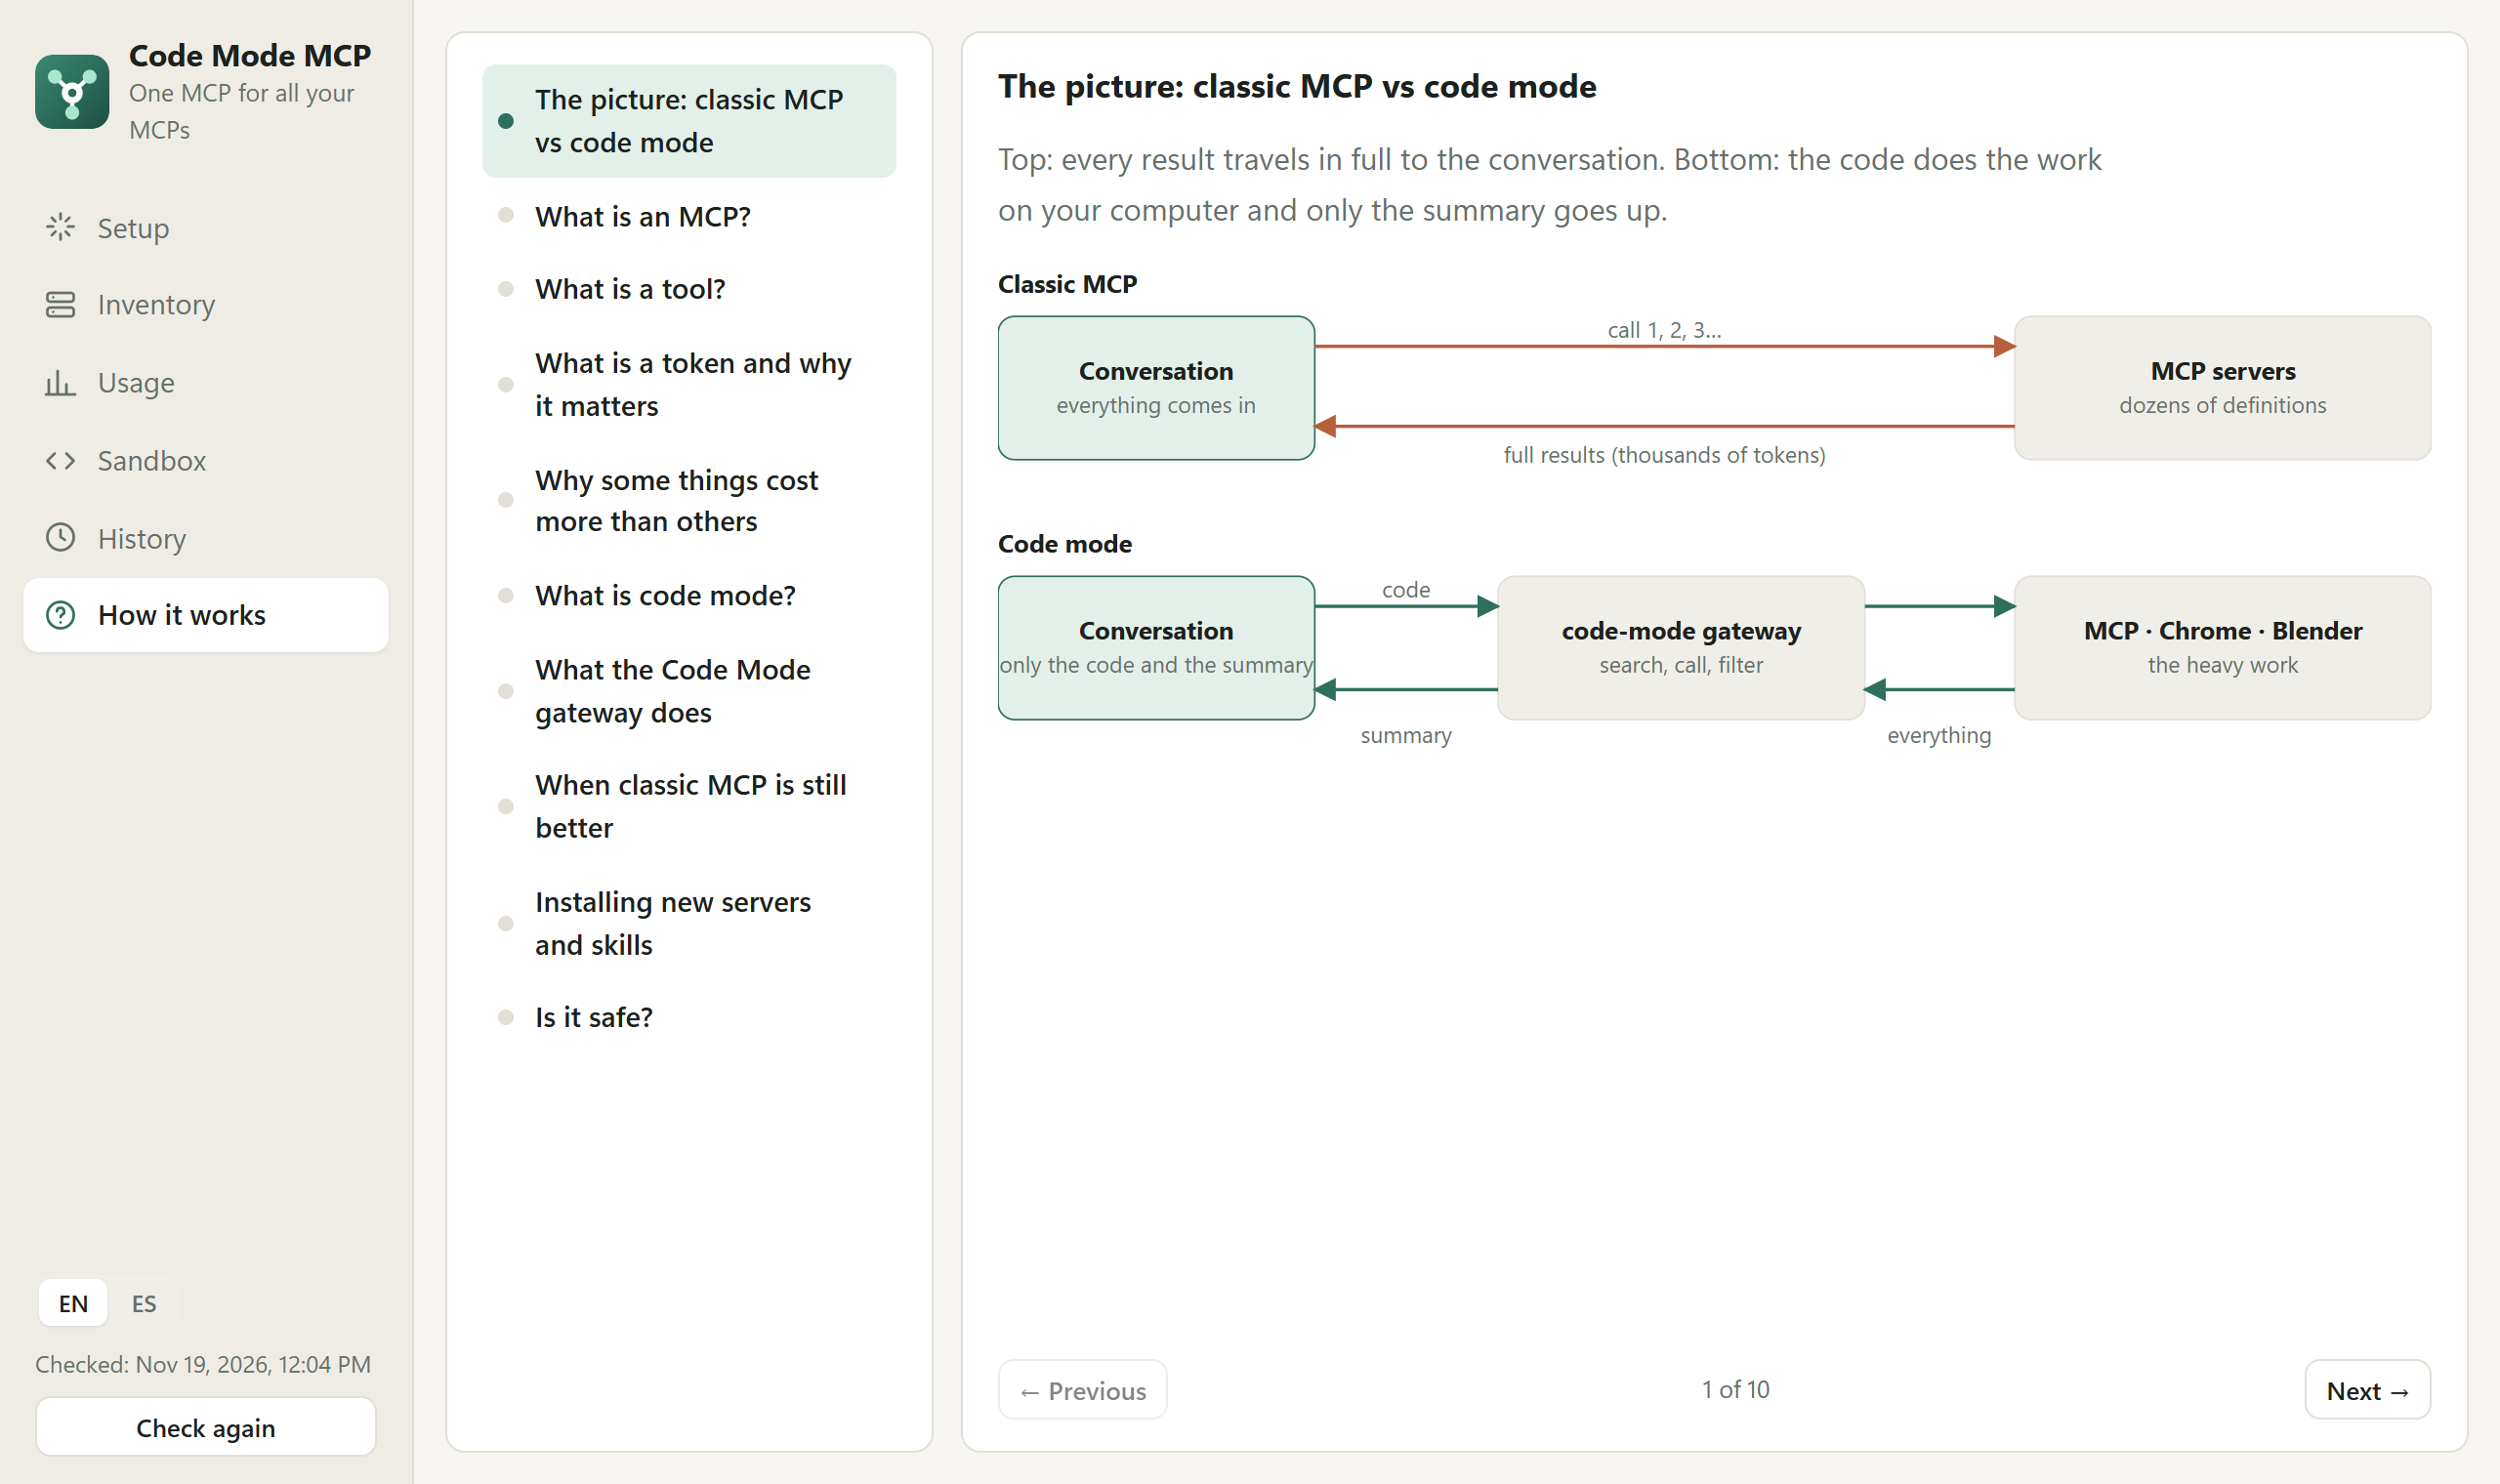 Code Mode MCP
One MCP for all your
MCPs
Setup
Inventory
Usage
Sandbox
History
How it works
EN
ES
Checked: Nov 19, 2026, 12:04 PM
Check again
The picture: classic MCP
vs code mode
What is an MCP?
What is a tool?
What is a token and why
it matters
Why some things cost
more than others
What is code mode?
What the Code Mode
gateway does
When classic MCP is still
better
Installing new servers
and skills
Is it safe?
The picture: classic MCP vs code mode
Top: every result travels in full to the conversation. Bottom: the code does the work
on your computer and only the summary goes up.
Classic MCP
Conversation
everything comes in
call 1, 2, 3...
full results (thousands of tokens)
MCP servers
dozens of definitions
Code mode
Conversation
only the code and the summary
code
summary
code-mode gateway
search, call, filter
everything
MCP · Chrome · Blender
the heavy work
← Previous
1 of 10
Next →